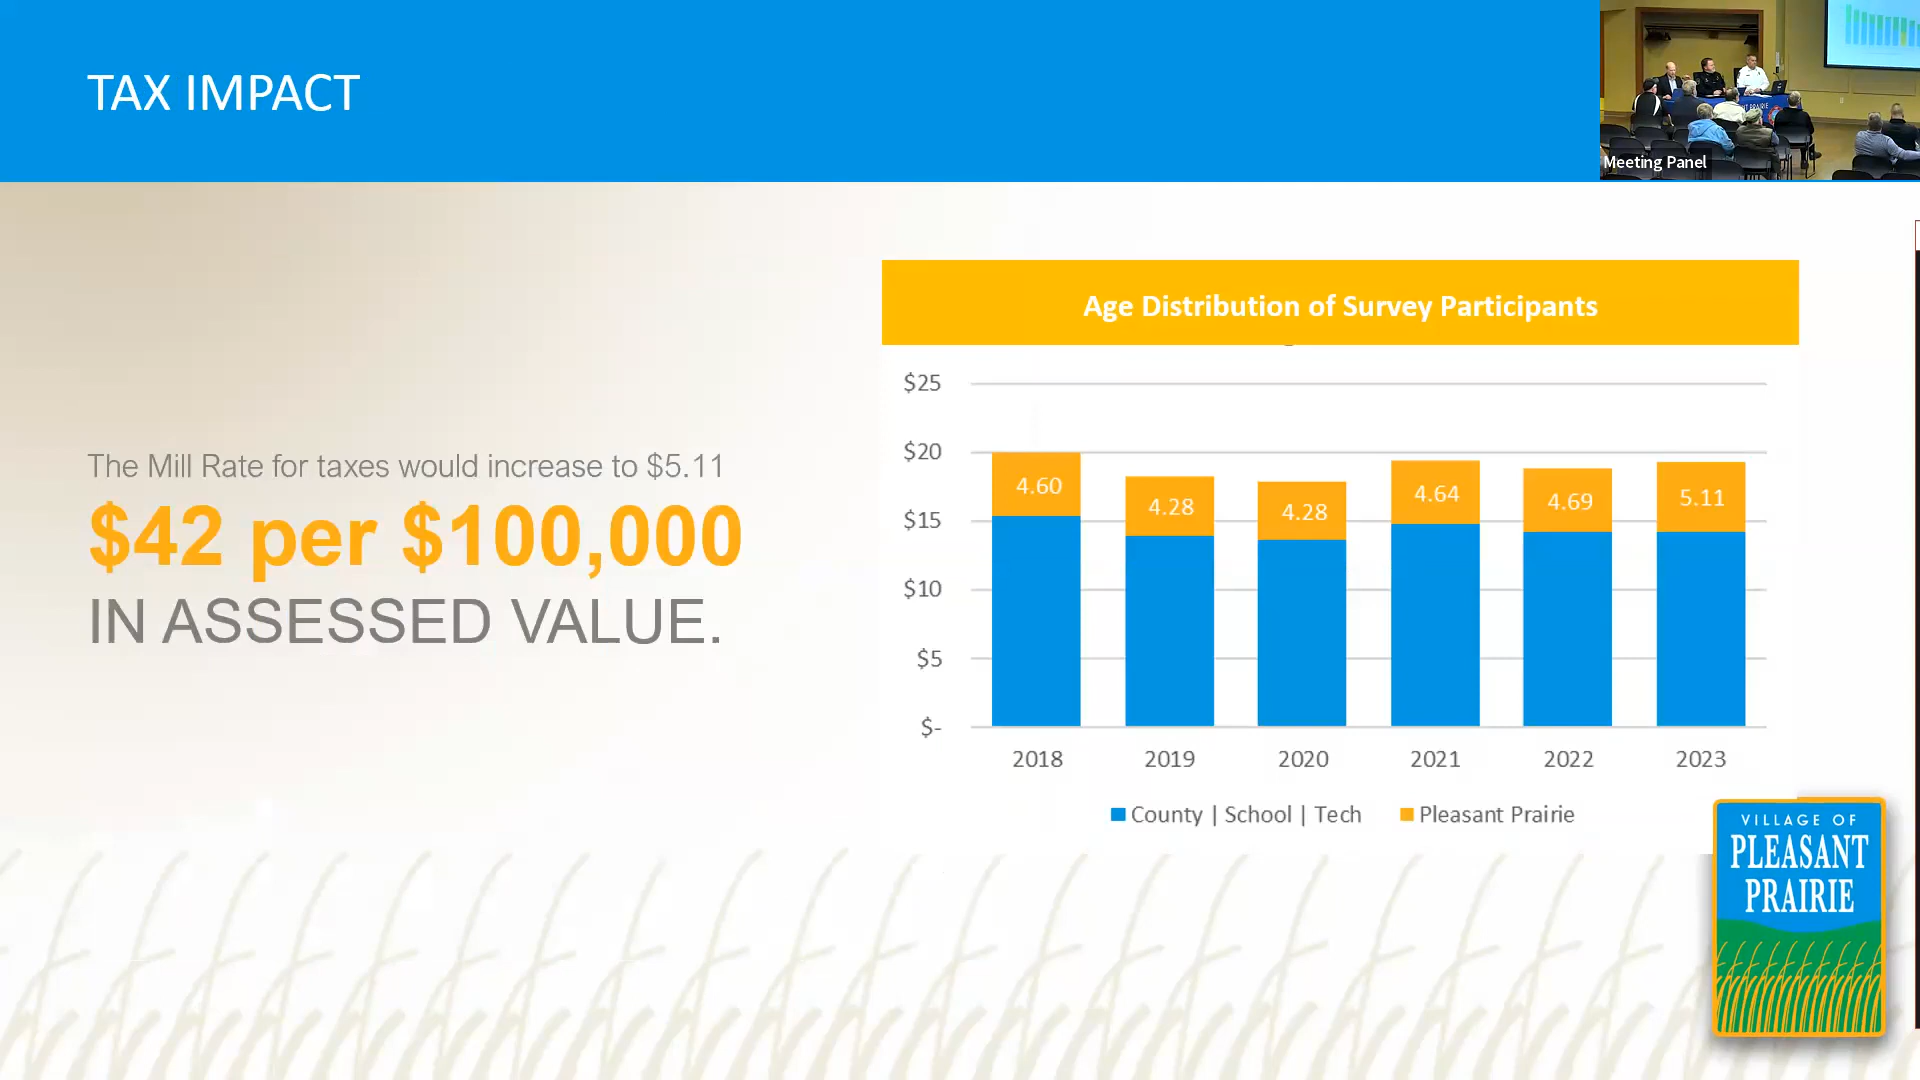 TAX IMPACT
Meeting Panel
The Mill Rate for taxes would increase to $5.11
$42 per $100,000
IN ASSESSED VALUE.
Age Distribution of Survey Participants
$25
$20
$15
$10
$5
$-
4.60
4.28
4.28
4.64
4.69
5.11
2018
2019
2020
2021
2022
2023
County | School | Tech
Pleasant Prairie
VILLAGE OF
PLEASANT
PRAIRIE